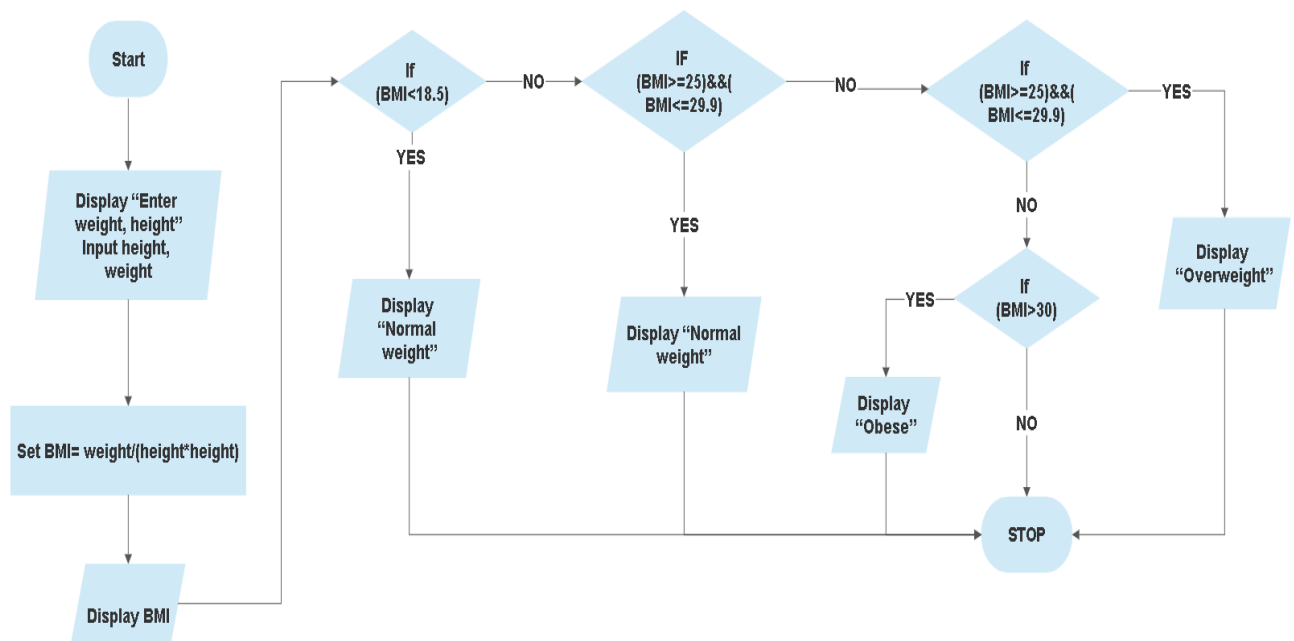 Start
Display “Enter
weight, height”
Input height,
weight
Set BMI= weight/(height*height)
Display BMI
If
(BMI<18.5)
NO
YES
Display
“Normal
weight”
IF
(BMI>=25)&&(
BMI<=29.9)
NO
YES
Display “Normal
weight”
If
(BMI>=25)&&(
BMI<=29.9)
YES
NO
Display
“Overweight”
If
(BMI>30)
YES
NO
Display
“Obese”
STOP